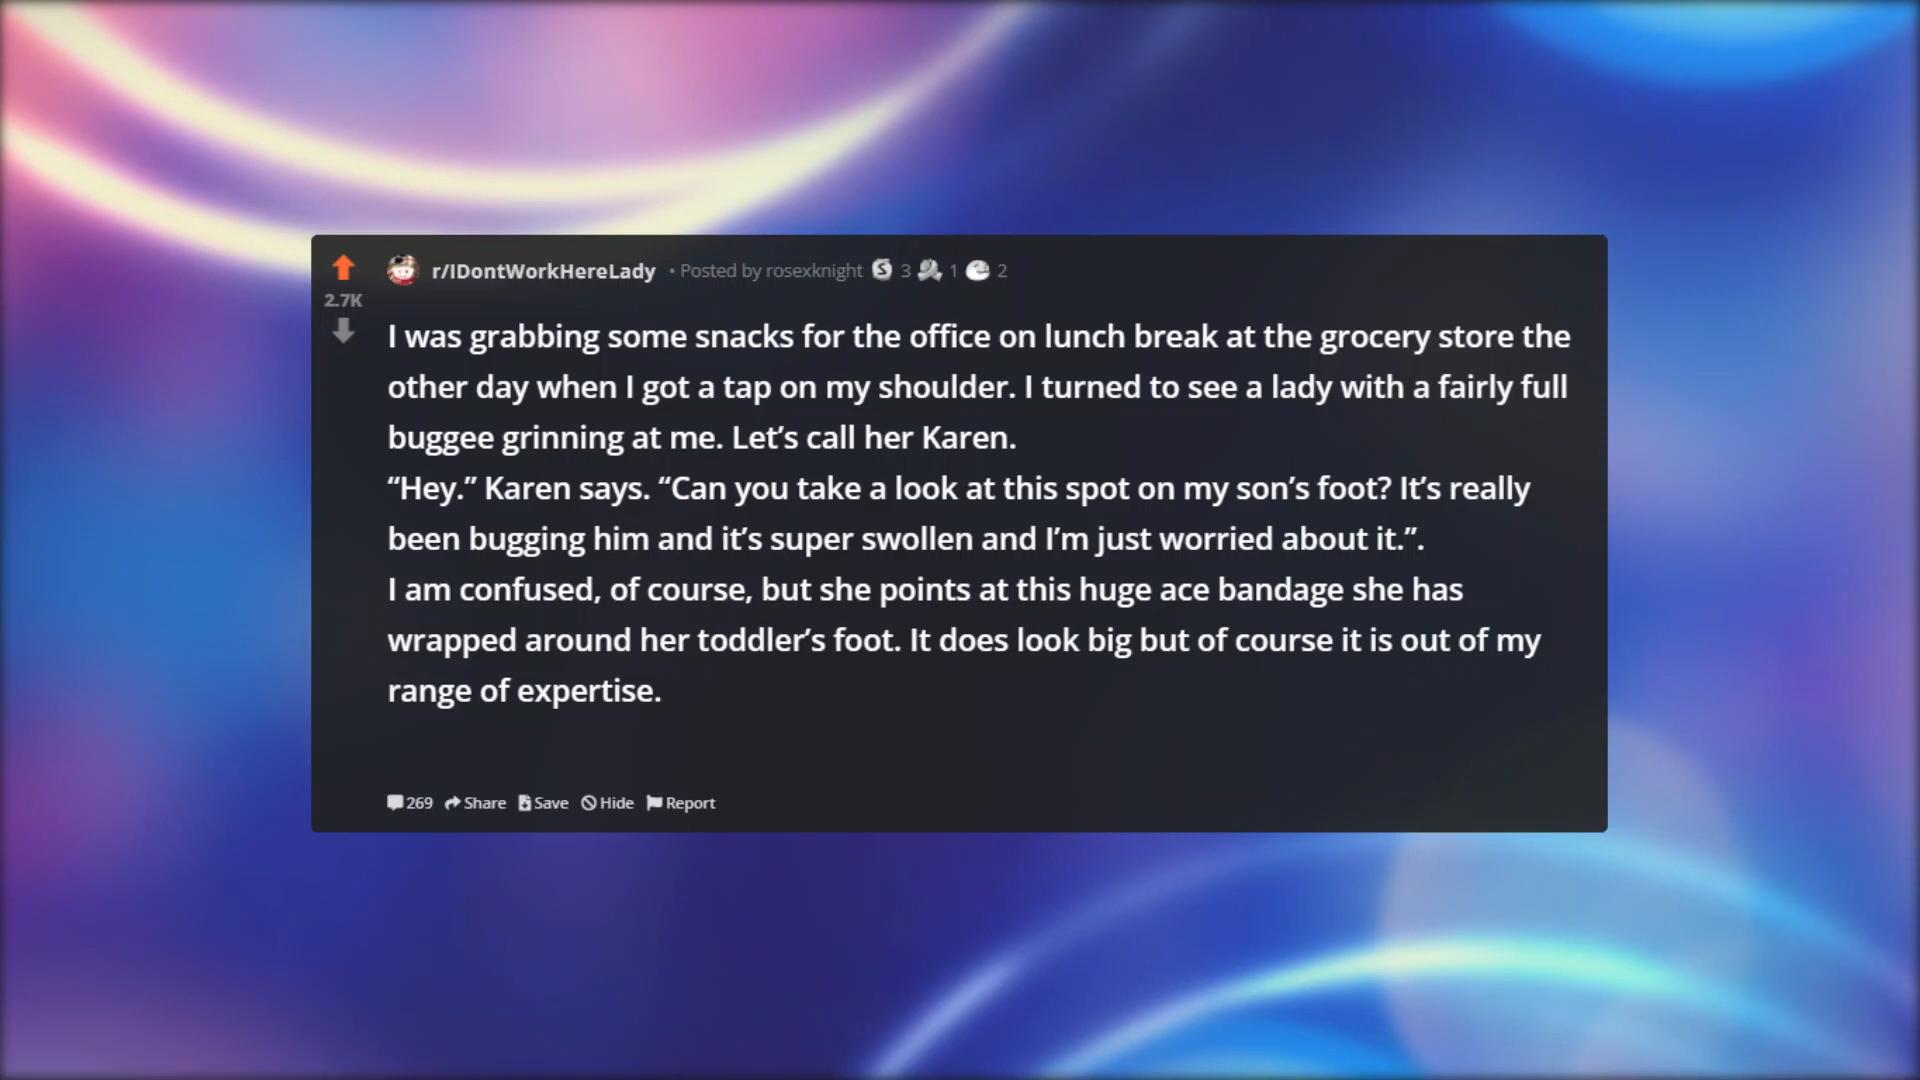 r/IDontWorkHereLady • Posted by rosexknight 3 1 2
2.7K
I was grabbing some snacks for the office on lunch break at the grocery store the
other day when I got a tap on my shoulder. I turned to see a lady with a fairly full
buggee grinning at me. Let’s call her Karen.
“Hey.” Karen says. “Can you take a look at this spot on my son’s foot? It’s really
been bugging him and it’s super swollen and I’m just worried about it.”.
I am confused, of course, but she points at this huge ace bandage she has
wrapped around her toddler’s foot. It does look big but of course it is out of my
range of expertise.
269 Share Save Hide Report